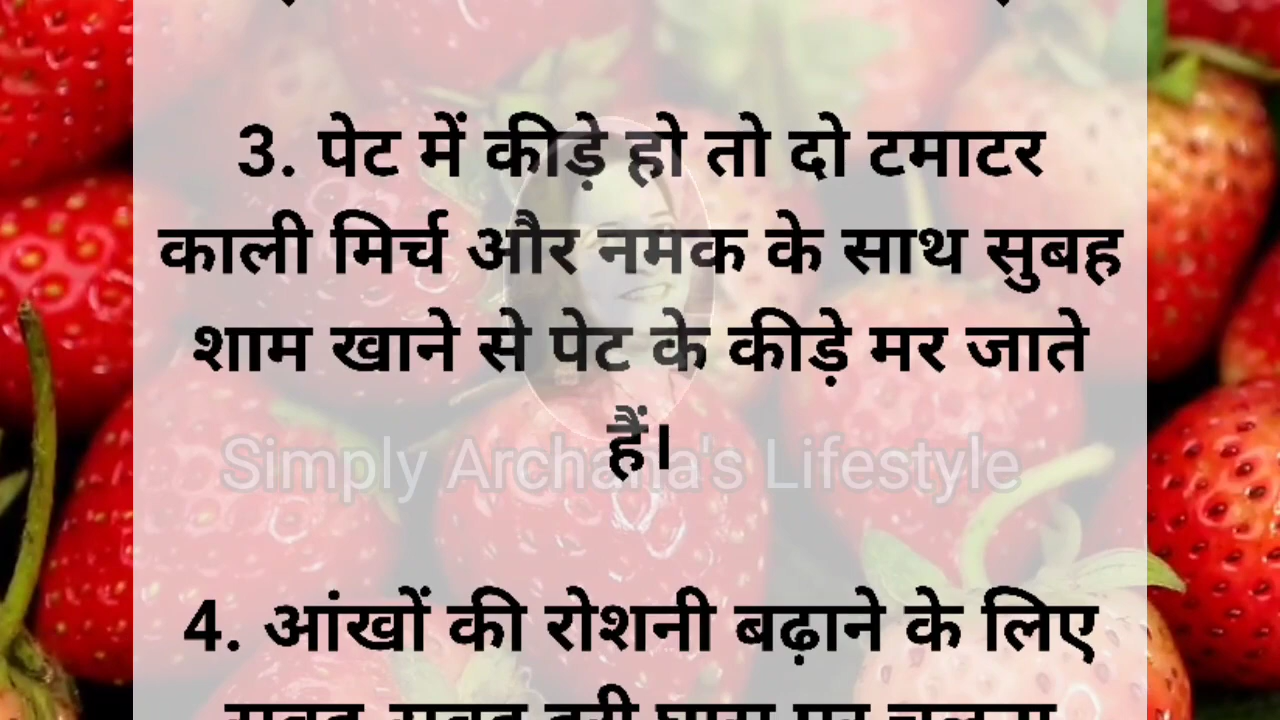 3. पेट में कीड़े हो तो दो टमाटर
काली मिर्च और नमक के साथ सुबह
शाम खाने से पेट के कीड़े मर जाते
हैं।
Simply Archana's Lifestyle
4. आंखों की रोशनी बढ़ाने के लिए